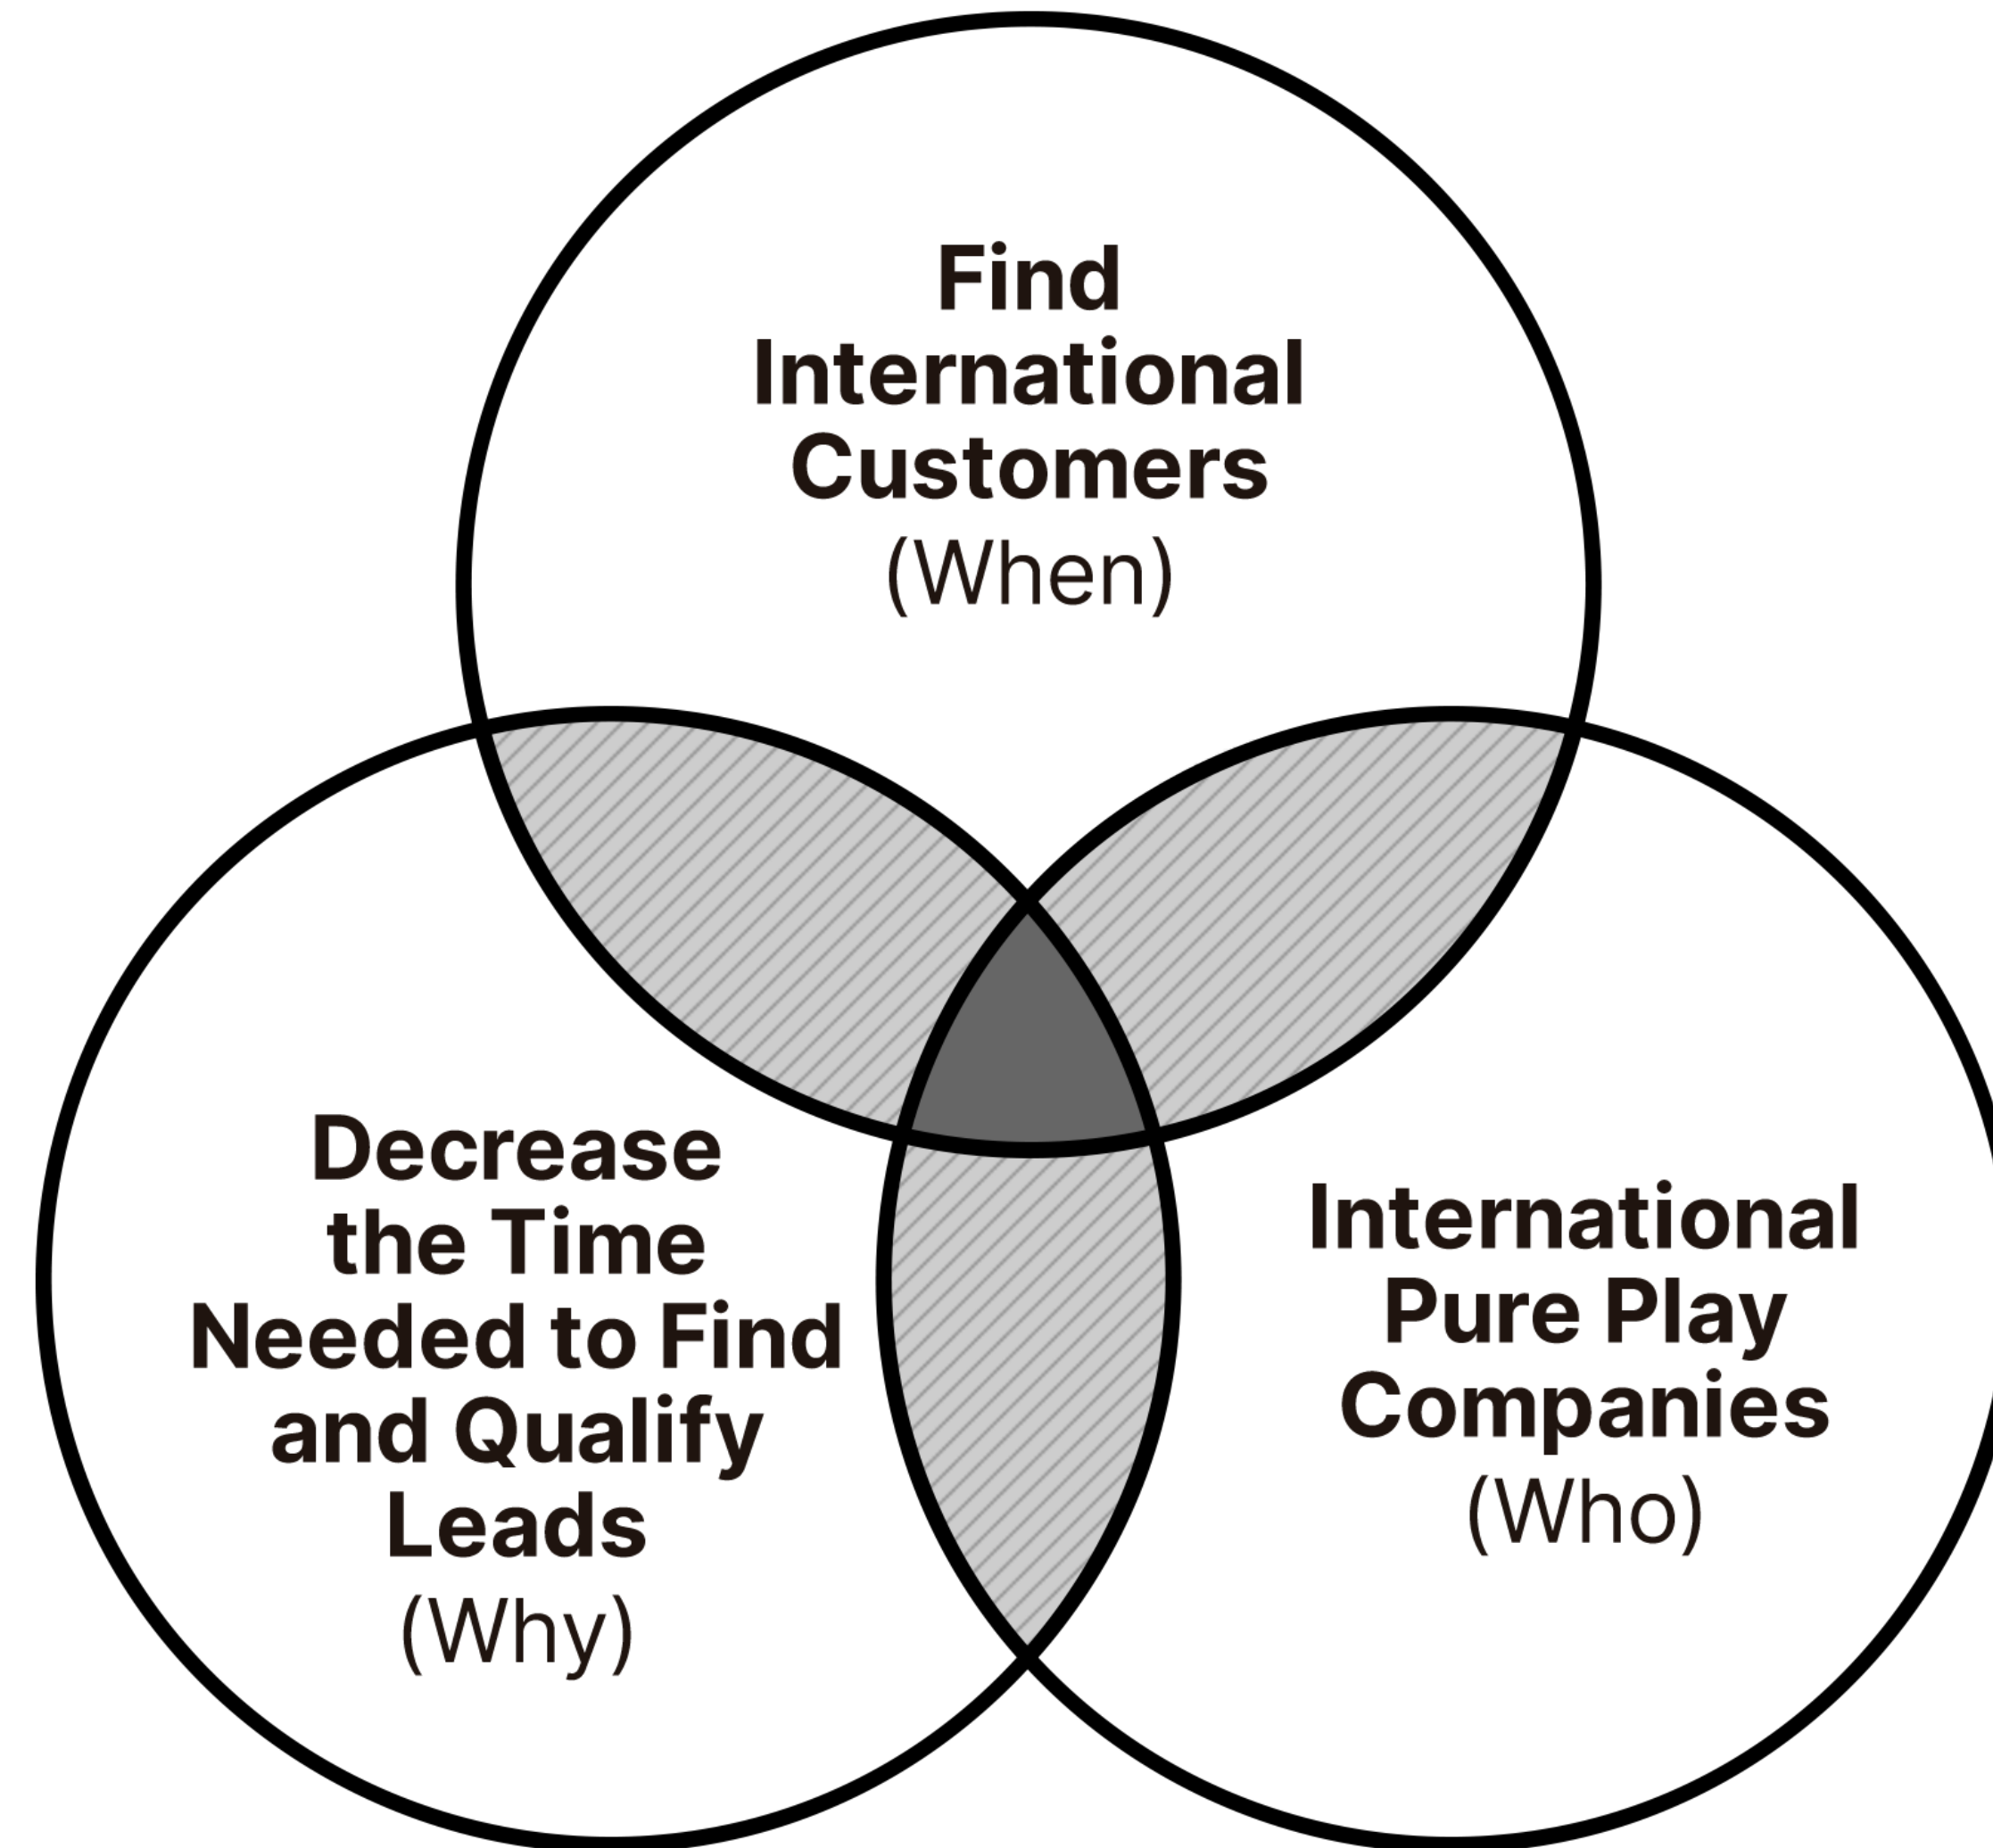 Find
International
Customers
(When)
Decrease
the Time
Needed to Find
and Qualify
Leads
(Why)
International
Pure Play
Companies
(Who)